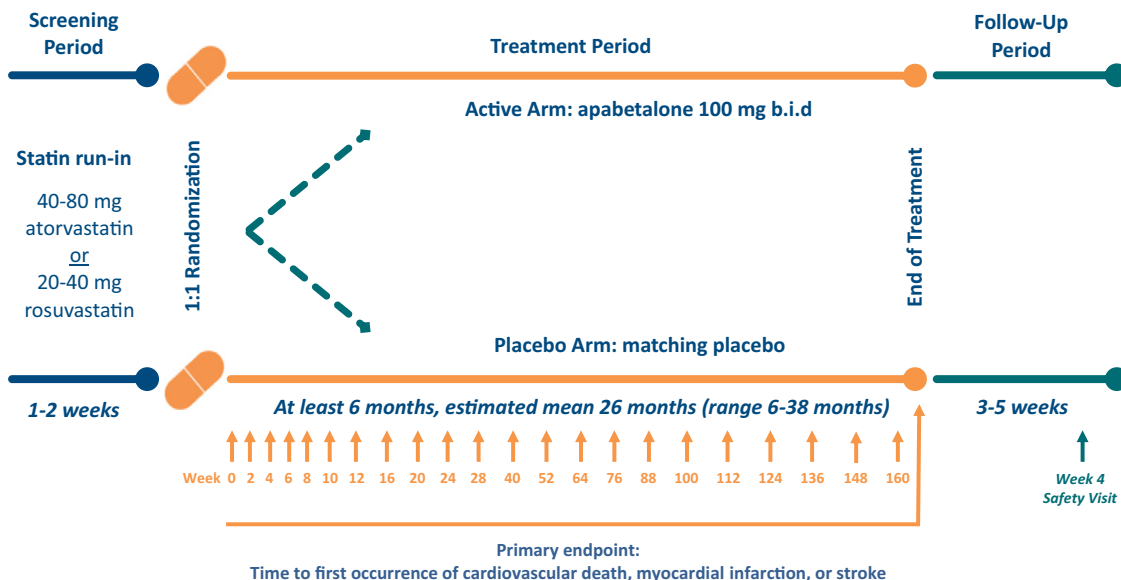 Screening
Period
Treatment Period
Follow-Up
Period
Active Arm: apabetalone 100 mg b.i.d
Statin run-in
40-80 mg
atorvastatin
or
20-40 mg
rosuvastatin
1:1 Randomization
End of Treatment
Placebo Arm: matching placebo
1-2 weeks
At least 6 months, estimated mean 26 months (range 6-38 months)
3-5 weeks
Week 0 2 4 6 8 10 12 16 20 24 28 40 52 64 76 88 100 112 124 136 148 160
Week 4
Safety Visit
Primary endpoint:
Time to first occurrence of cardiovascular death, myocardial infarction, or stroke